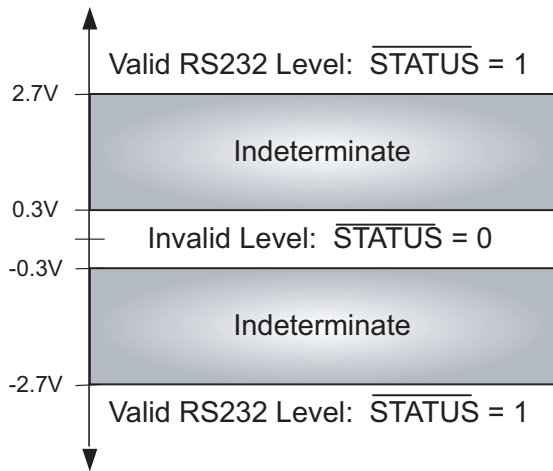 Valid RS232 Level: STATUS = 1
2.7V
Indeterminate
0.3V
Invalid Level: STATUS = 0
-0.3V
Indeterminate
-2.7V
Valid RS232 Level: STATUS = 1